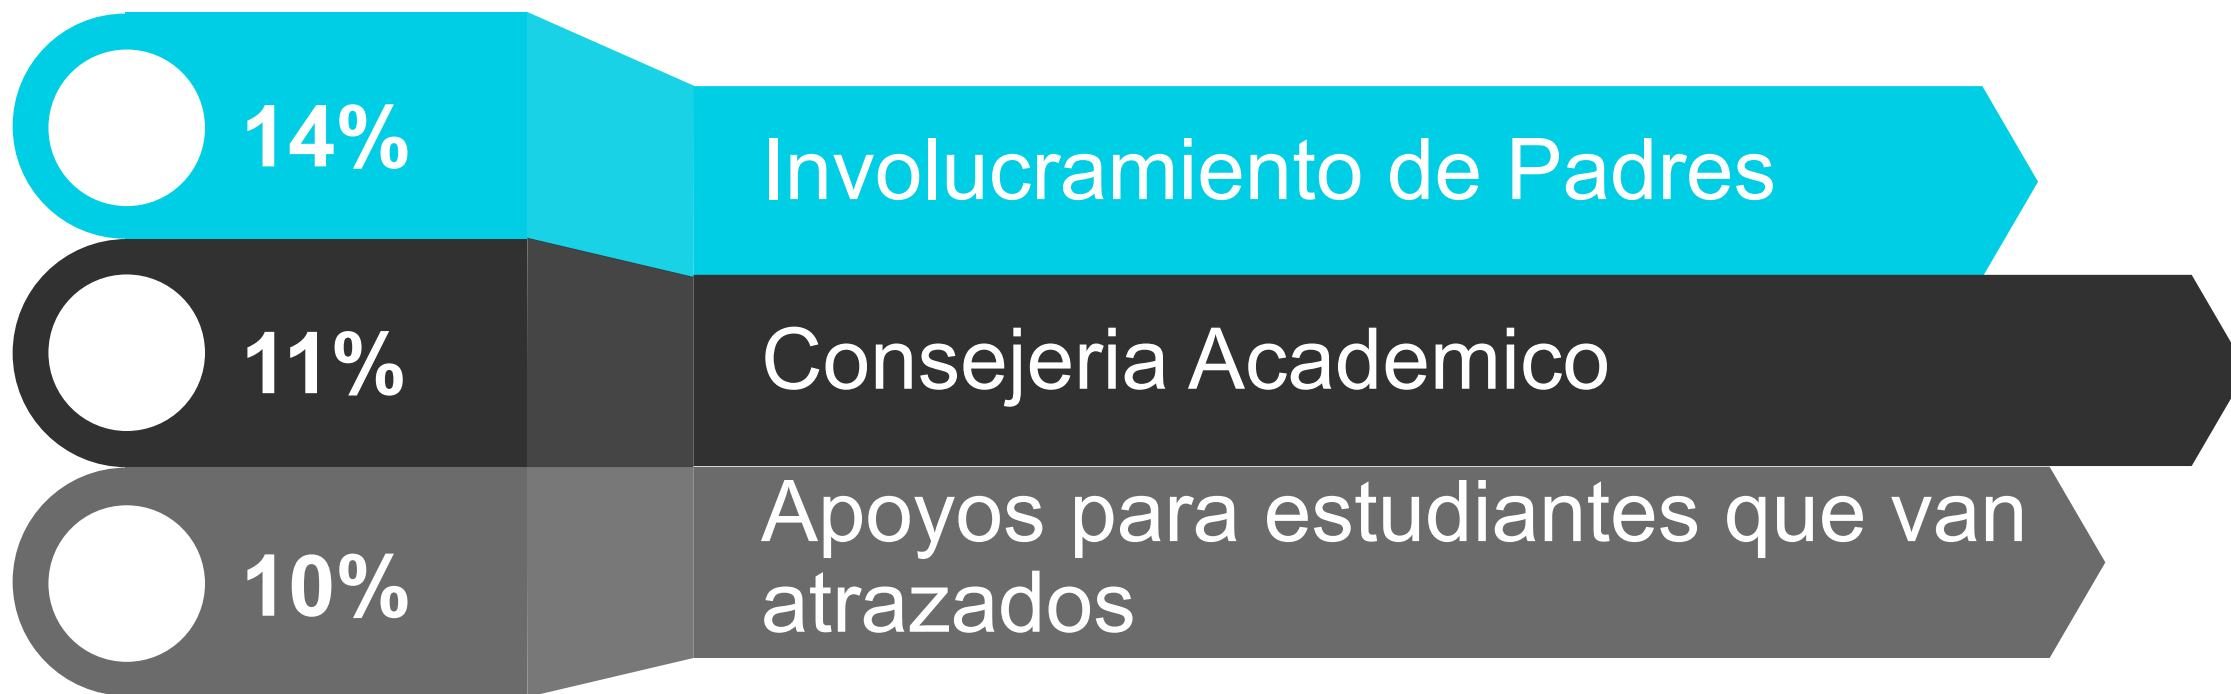 14%
Involucramiento de Padres
11%
Consejeria Academico
10%
Apoyos para estudiantes que van
atrazados